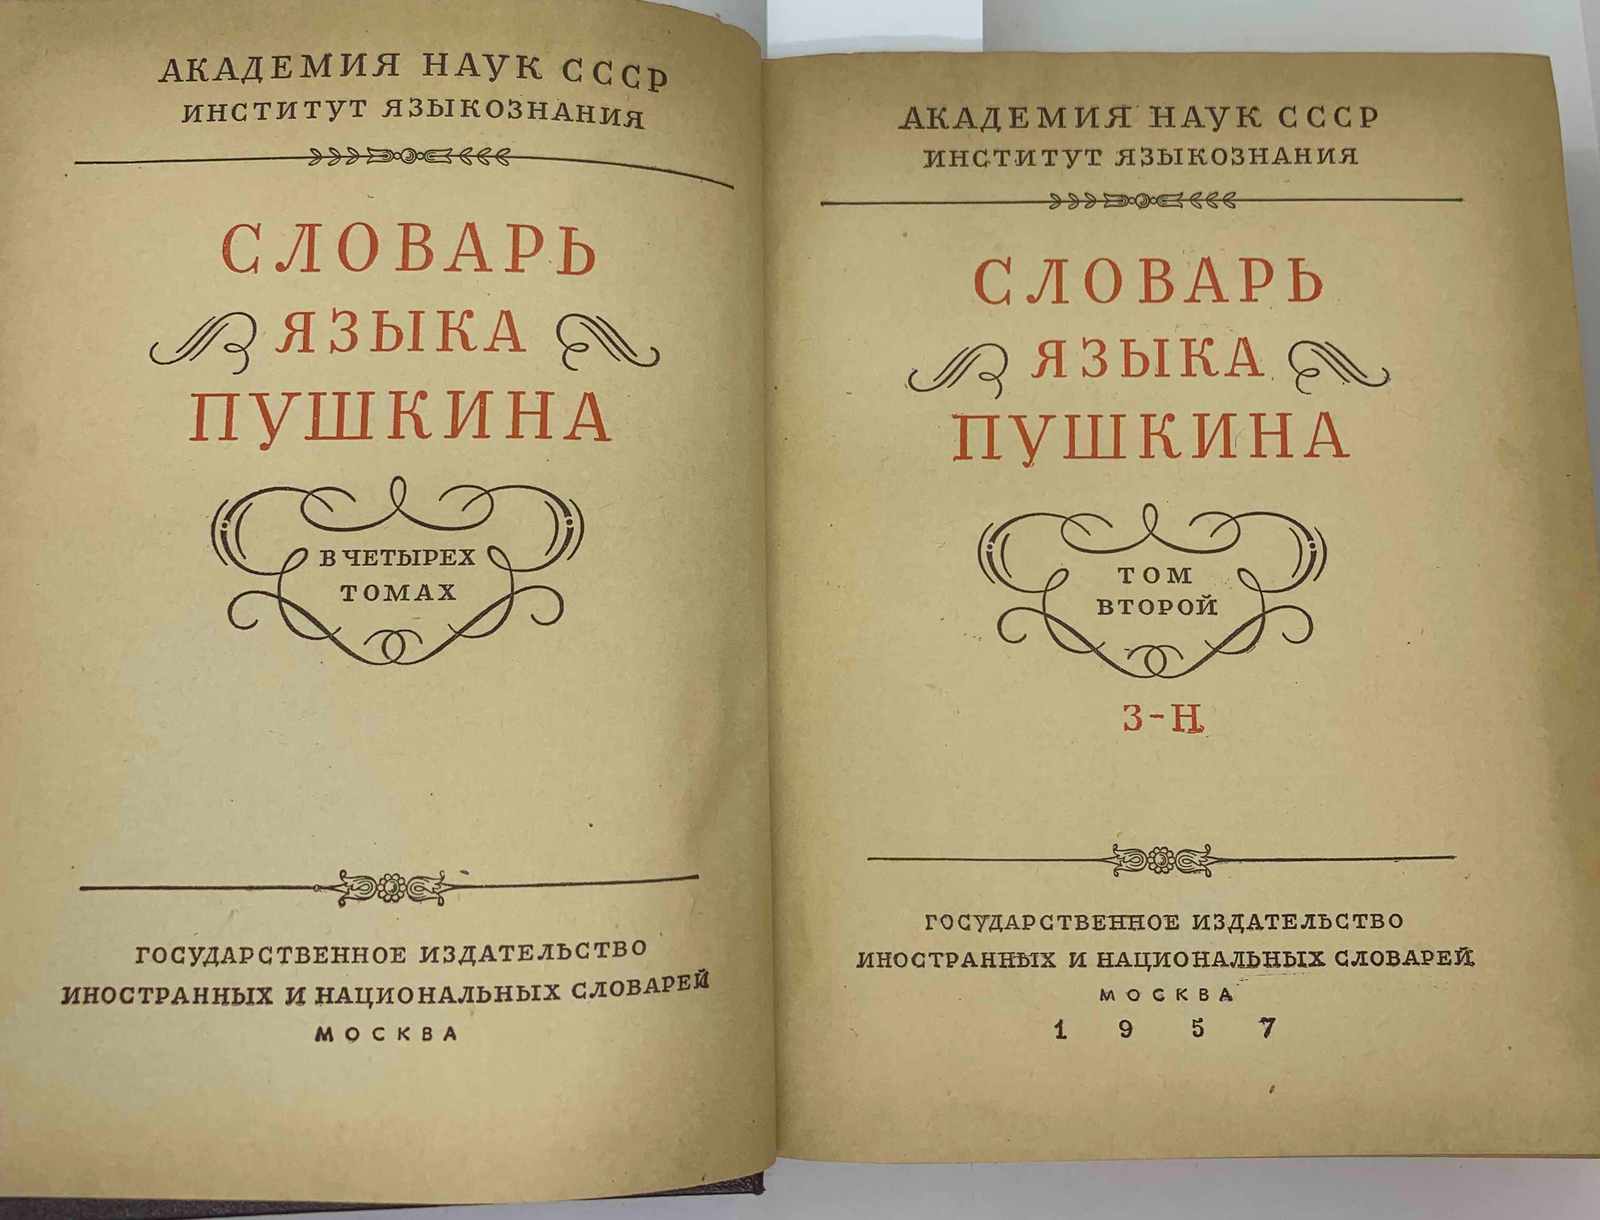 АКАДЕМИЯ НАУК СССР
ИНСТИТУТ ЯЗЫКОЗНАНИЯ
СЛОВАРЬ
ЯЗЫКА
ПУШКИНА
В ЧЕТЫРЕХ
ТОМАХ
ГОСУДАРСТВЕННОЕ ИЗДАТЕЛЬСТВО
ИНОСТРАННЫХ И НАЦИОНАЛЬНЫХ СЛОВАРЕЙ
МОСКВА
АКАДЕМИЯ НАУК СССР
ИНСТИТУТ ЯЗЫКОЗНАНИЯ
СЛОВАРЬ
ЯЗЫКА
ПУШКИНА
ТОМ
ВТОРОЙ
З-Н
ГОСУДАРСТВЕННОЕ ИЗДАТЕЛЬСТВО
ИНОСТРАННЫХ И НАЦИОНАЛЬНЫХ СЛОВАРЕЙ
МОСКВА
1957